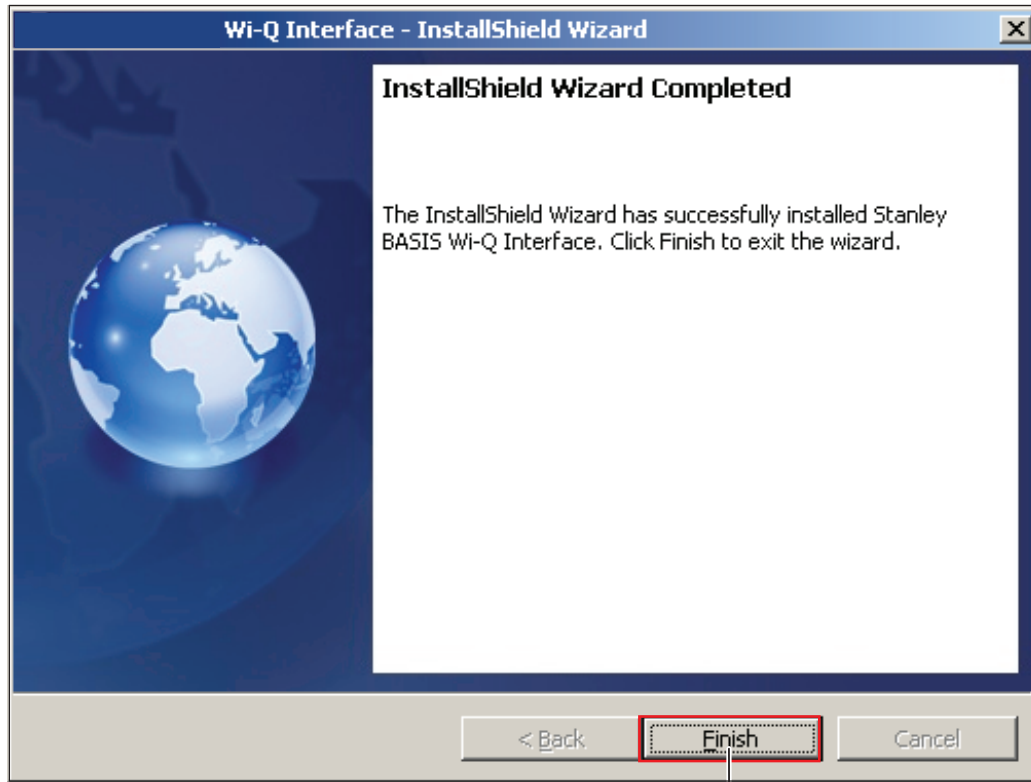 Wi-Q Interface - InstallShield Wizard
InstallShield Wizard Completed
The InstallShield Wizard has successfully installed Stanley
BASIS Wi-Q Interface. Click Finish to exit the wizard.
< Back
Finish
Cancel